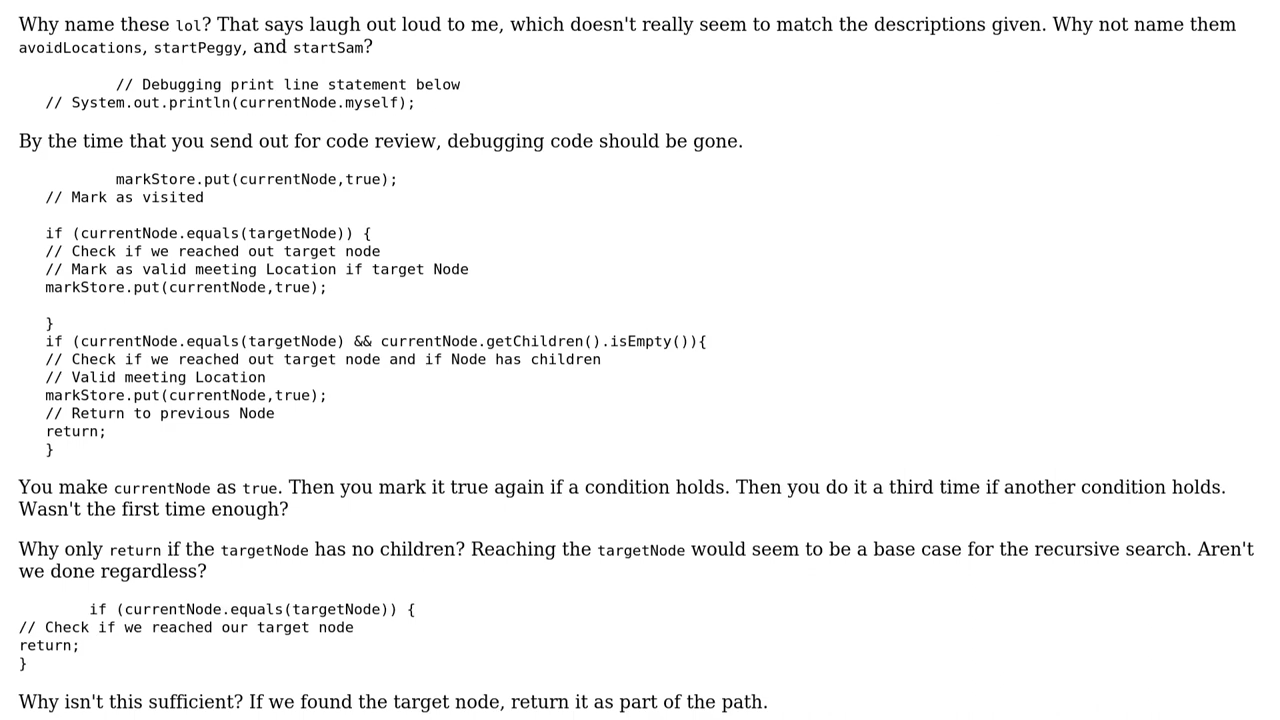 Why name these lol? That says laugh out loud to me, which doesn't really seem to match the descriptions given. Why not name them
avoidLocations, startPeggy, and startSam?
// Debugging print line statement below
// System.out.println(currentNode.myself);
By the time that you send out for code review, debugging code should be gone.
markStore.put(currentNode,true);
// Mark as visited
if (currentNode.equals(targetNode)) {
// Check if we reached out target node
// Mark as valid meeting Location if target Node
markStore.put(currentNode,true);
}
if (currentNode.equals(targetNode) && currentNode.getChildren().isEmpty()){
// Check if we reached out target node and if Node has children
// Valid meeting Location
markStore.put(currentNode,true);
// Return to previous Node
return;
}
You make currentNode as true. Then you mark it true again if a condition holds. Then you do it a third time if another condition holds.
Wasn't the first time enough?
Why only return if the targetNode has no children? Reaching the targetNode would seem to be a base case for the recursive search. Aren't
we done regardless?
if (currentNode.equals(targetNode)) {
// Check if we reached our target node
return;
}
Why isn't this sufficient? If we found the target node, return it as part of the path.